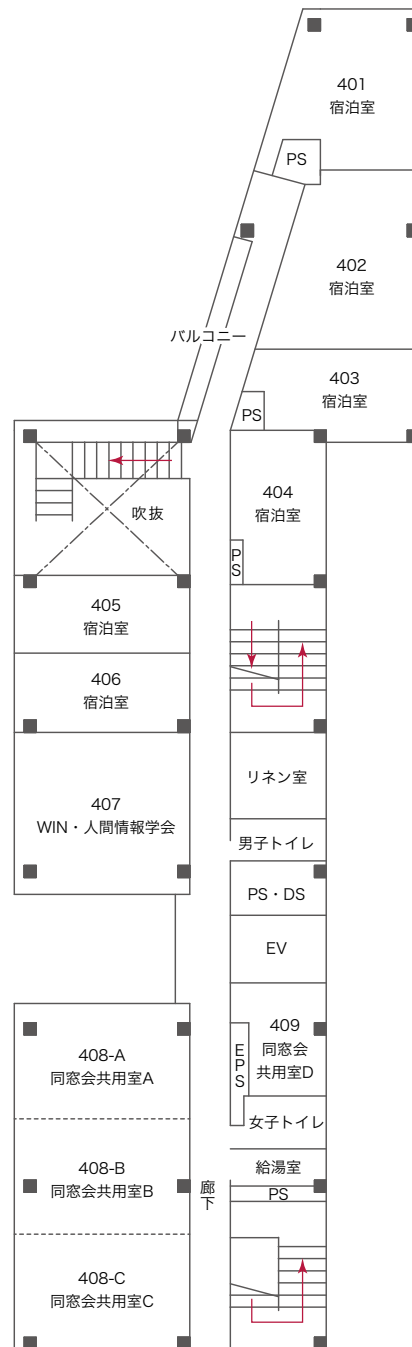 401
宿泊室
PS
402
宿泊室
バルコニー
403
宿泊室
PS
404
宿泊室
吹抜
PS
405
宿泊室
406
宿泊室
リネン室
407
WIN・人間情報学会
男子トイレ
PS・DS
EV
409
同窓会
共用室D
EPS
408-A
同窓会共用室A
女子トイレ
408-B
同窓会共用室B
給湯室
廊下
PS
408-C
同窓会共用室C